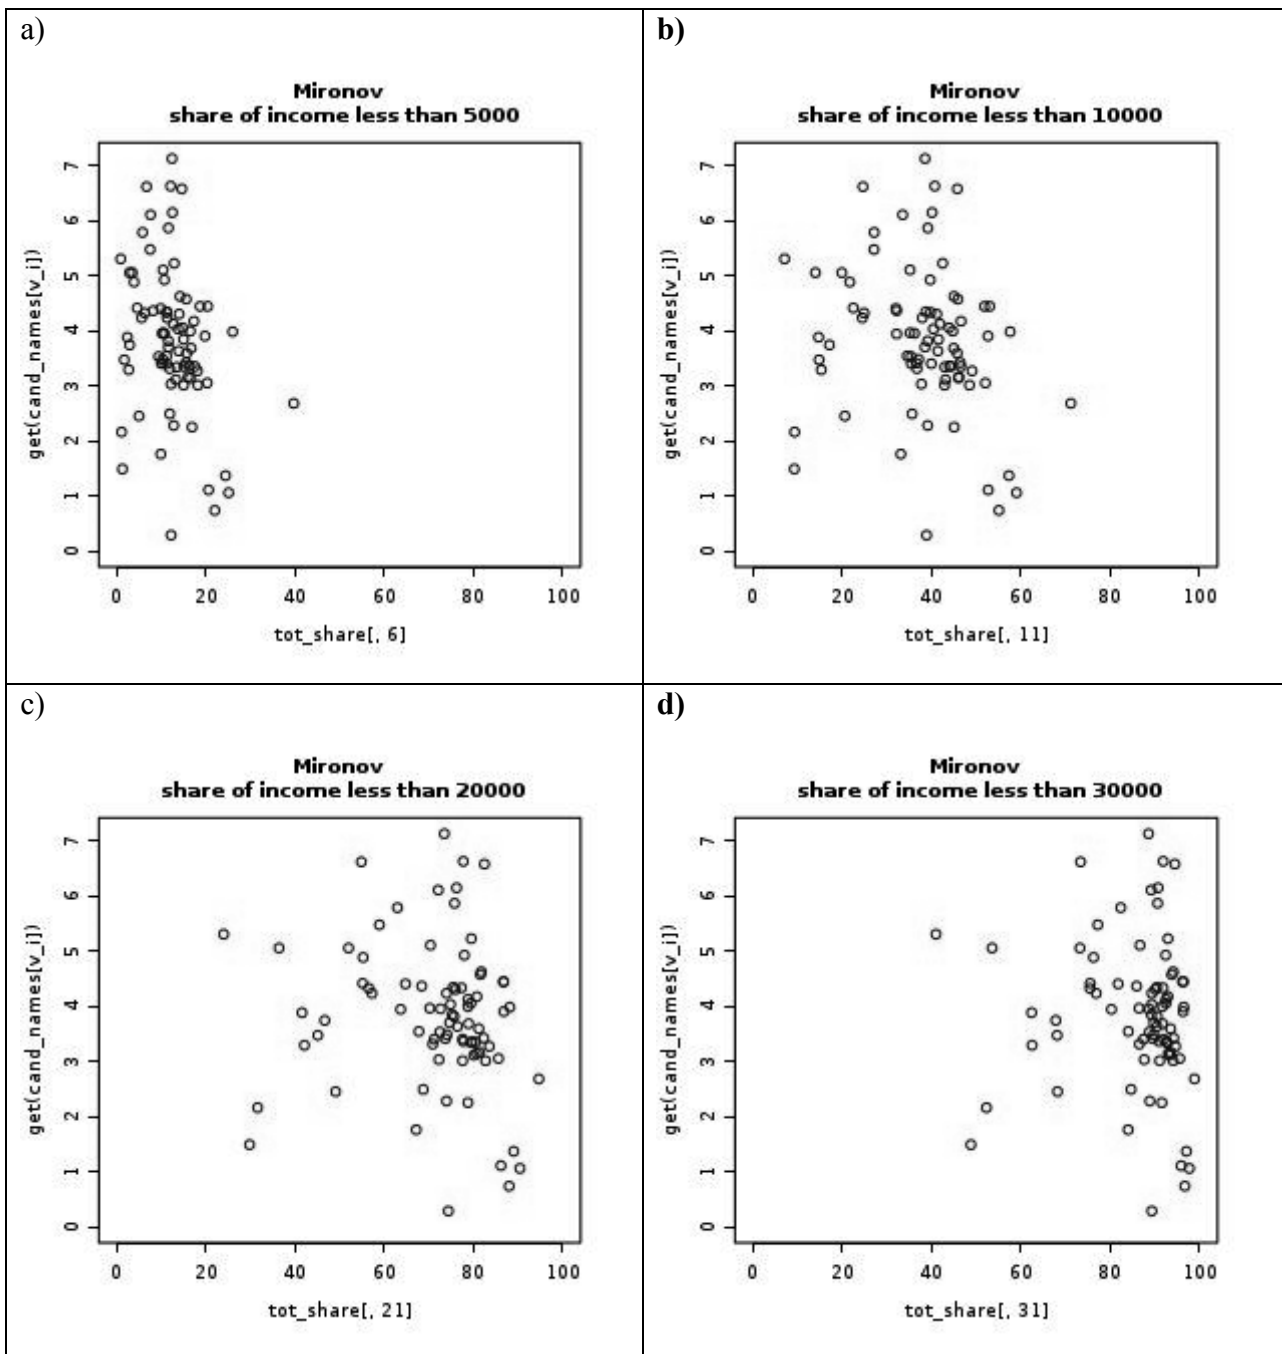 a)
Mironov
share of income less than 5000
get(cand_names[v_i])
7
6
5
4
3
2
1
0
0 20 40 60 80 100
tot_share[, 6]
b)
Mironov
share of income less than 10000
get(cand_names[v_i])
7
6
5
4
3
2
1
0
0 20 40 60 80 100
tot_share[, 11]
c)
Mironov
share of income less than 20000
get(cand_names[v_i])
7
6
5
4
3
2
1
0
0 20 40 60 80 100
tot_share[, 21]
d)
Mironov
share of income less than 30000
get(cand_names[v_i])
7
6
5
4
3
2
1
0
0 20 40 60 80 100
tot_share[, 31]